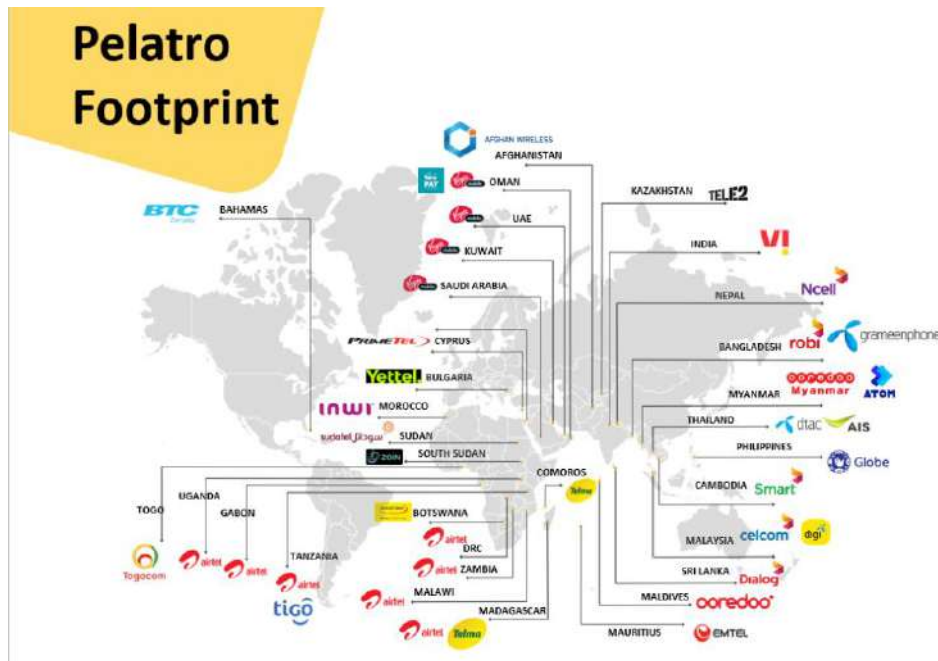 Pelatro
Footprint
AFGHAN WIRELESS
AFGHANISTAN
PAY
OMAN
UAE
KUWAIT
SAUDI ARABIA
BTC
BAHAMAS
KAZAKHSTAN
TELE2
INDIA
V!
NEPAL
Ncell
BANGLADESH
robi
grameenphone
PRIMETEL
CYPRUS
Yettel.
BULGARIA
inwi
MOROCCO
sudatel سوداتل
SUDAN
zain
SOUTH SUDAN
MYANMAR
ooredoo
Myanmar
ATOM
THAILAND
dtac
AIS
PHILIPPINES
Globe
CAMBODIA
Smart
MALAYSIA
celcom
digi
SRI LANKA
Dialog
MALDIVES
ooredoo
MAURITIUS
EMTEL
COMOROS
Telma
TOGO
Togocom
UGANDA
airtel
GABON
airtel
TANZANIA
airtel
tigo
BOTSWANA
airtel
DRC
airtel
ZAMBIA
airtel
MALAWI
MADAGASCAR
airtel
Telma